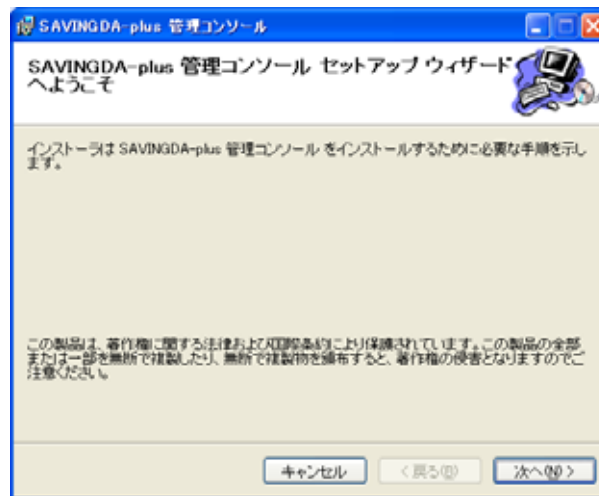 SAVINGDA-plus 管理コンソール
SAVINGDA-plus 管理コンソール セットアップ ウィザード
へようこそ
インストーラは SAVINGDA-plus 管理コンソール をインストールするために必要な手順を示し
ます。
この製品は、著作権に関する法律および国際条約により保護されています。この製品の全部
または一部を無断で複製したり、無断で複製物を頒布すると、著作権の侵害となりますのでご
注意ください。
キャンセル
< 戻る(B)
次へ(N) >